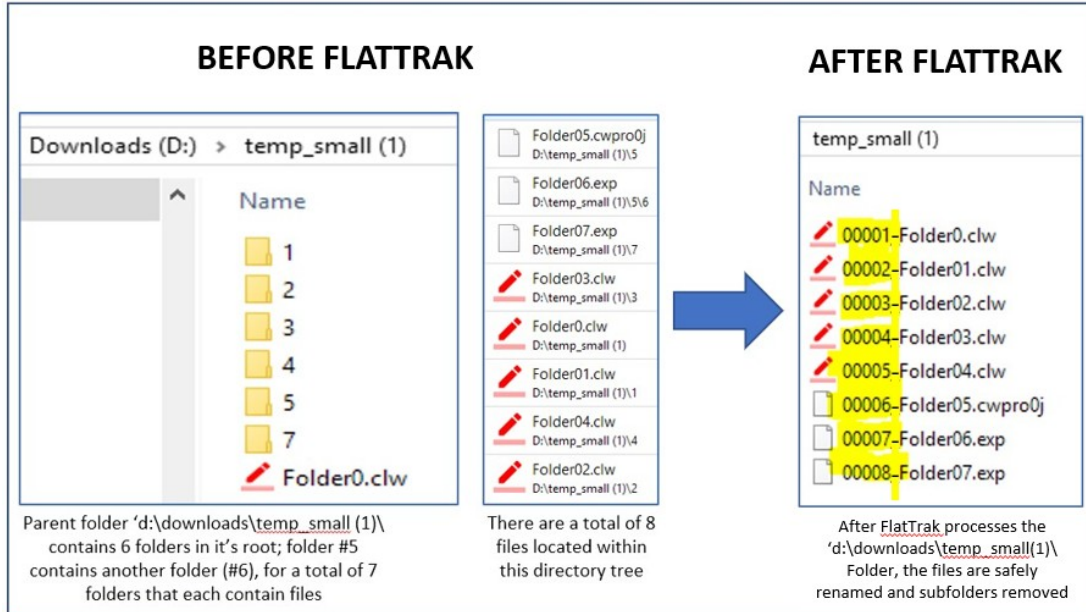 BEFORE FLATTRAK
AFTER FLATTRAK
Downloads (D:) > temp_small (1)
Name
1
2
3
4
5
7
Folder0.clw
Folder05.cwpro0j
D:\temp_small (1)\5
Folder06.exp
D:\temp_small (1)\5\6
Folder07.exp
D:\temp_small (1)\7
Folder03.clw
D:\temp_small (1)\3
Folder0.clw
D:\temp_small (1)
Folder01.clw
D:\temp_small (1)\1
Folder04.clw
D:\temp_small (1)\4
Folder02.clw
D:\temp_small (1)\2
temp_small (1)
Name
00001-Folder0.clw
00002-Folder01.clw
00003-Folder02.clw
00004-Folder03.clw
00005-Folder04.clw
00006-Folder05.cwpro0j
00007-Folder06.exp
00008-Folder07.exp
Parent folder ‘d:\downloads\temp_small (1)\
contains 6 folders in it’s root; folder #5
contains another folder (#6), for a total of 7
folders that each contain files
There are a total of 8
files located within
this directory tree
After FlatTrak processes the
‘d:\downloads\temp_small(1)\
Folder, the files are safely
renamed and subfolders removed